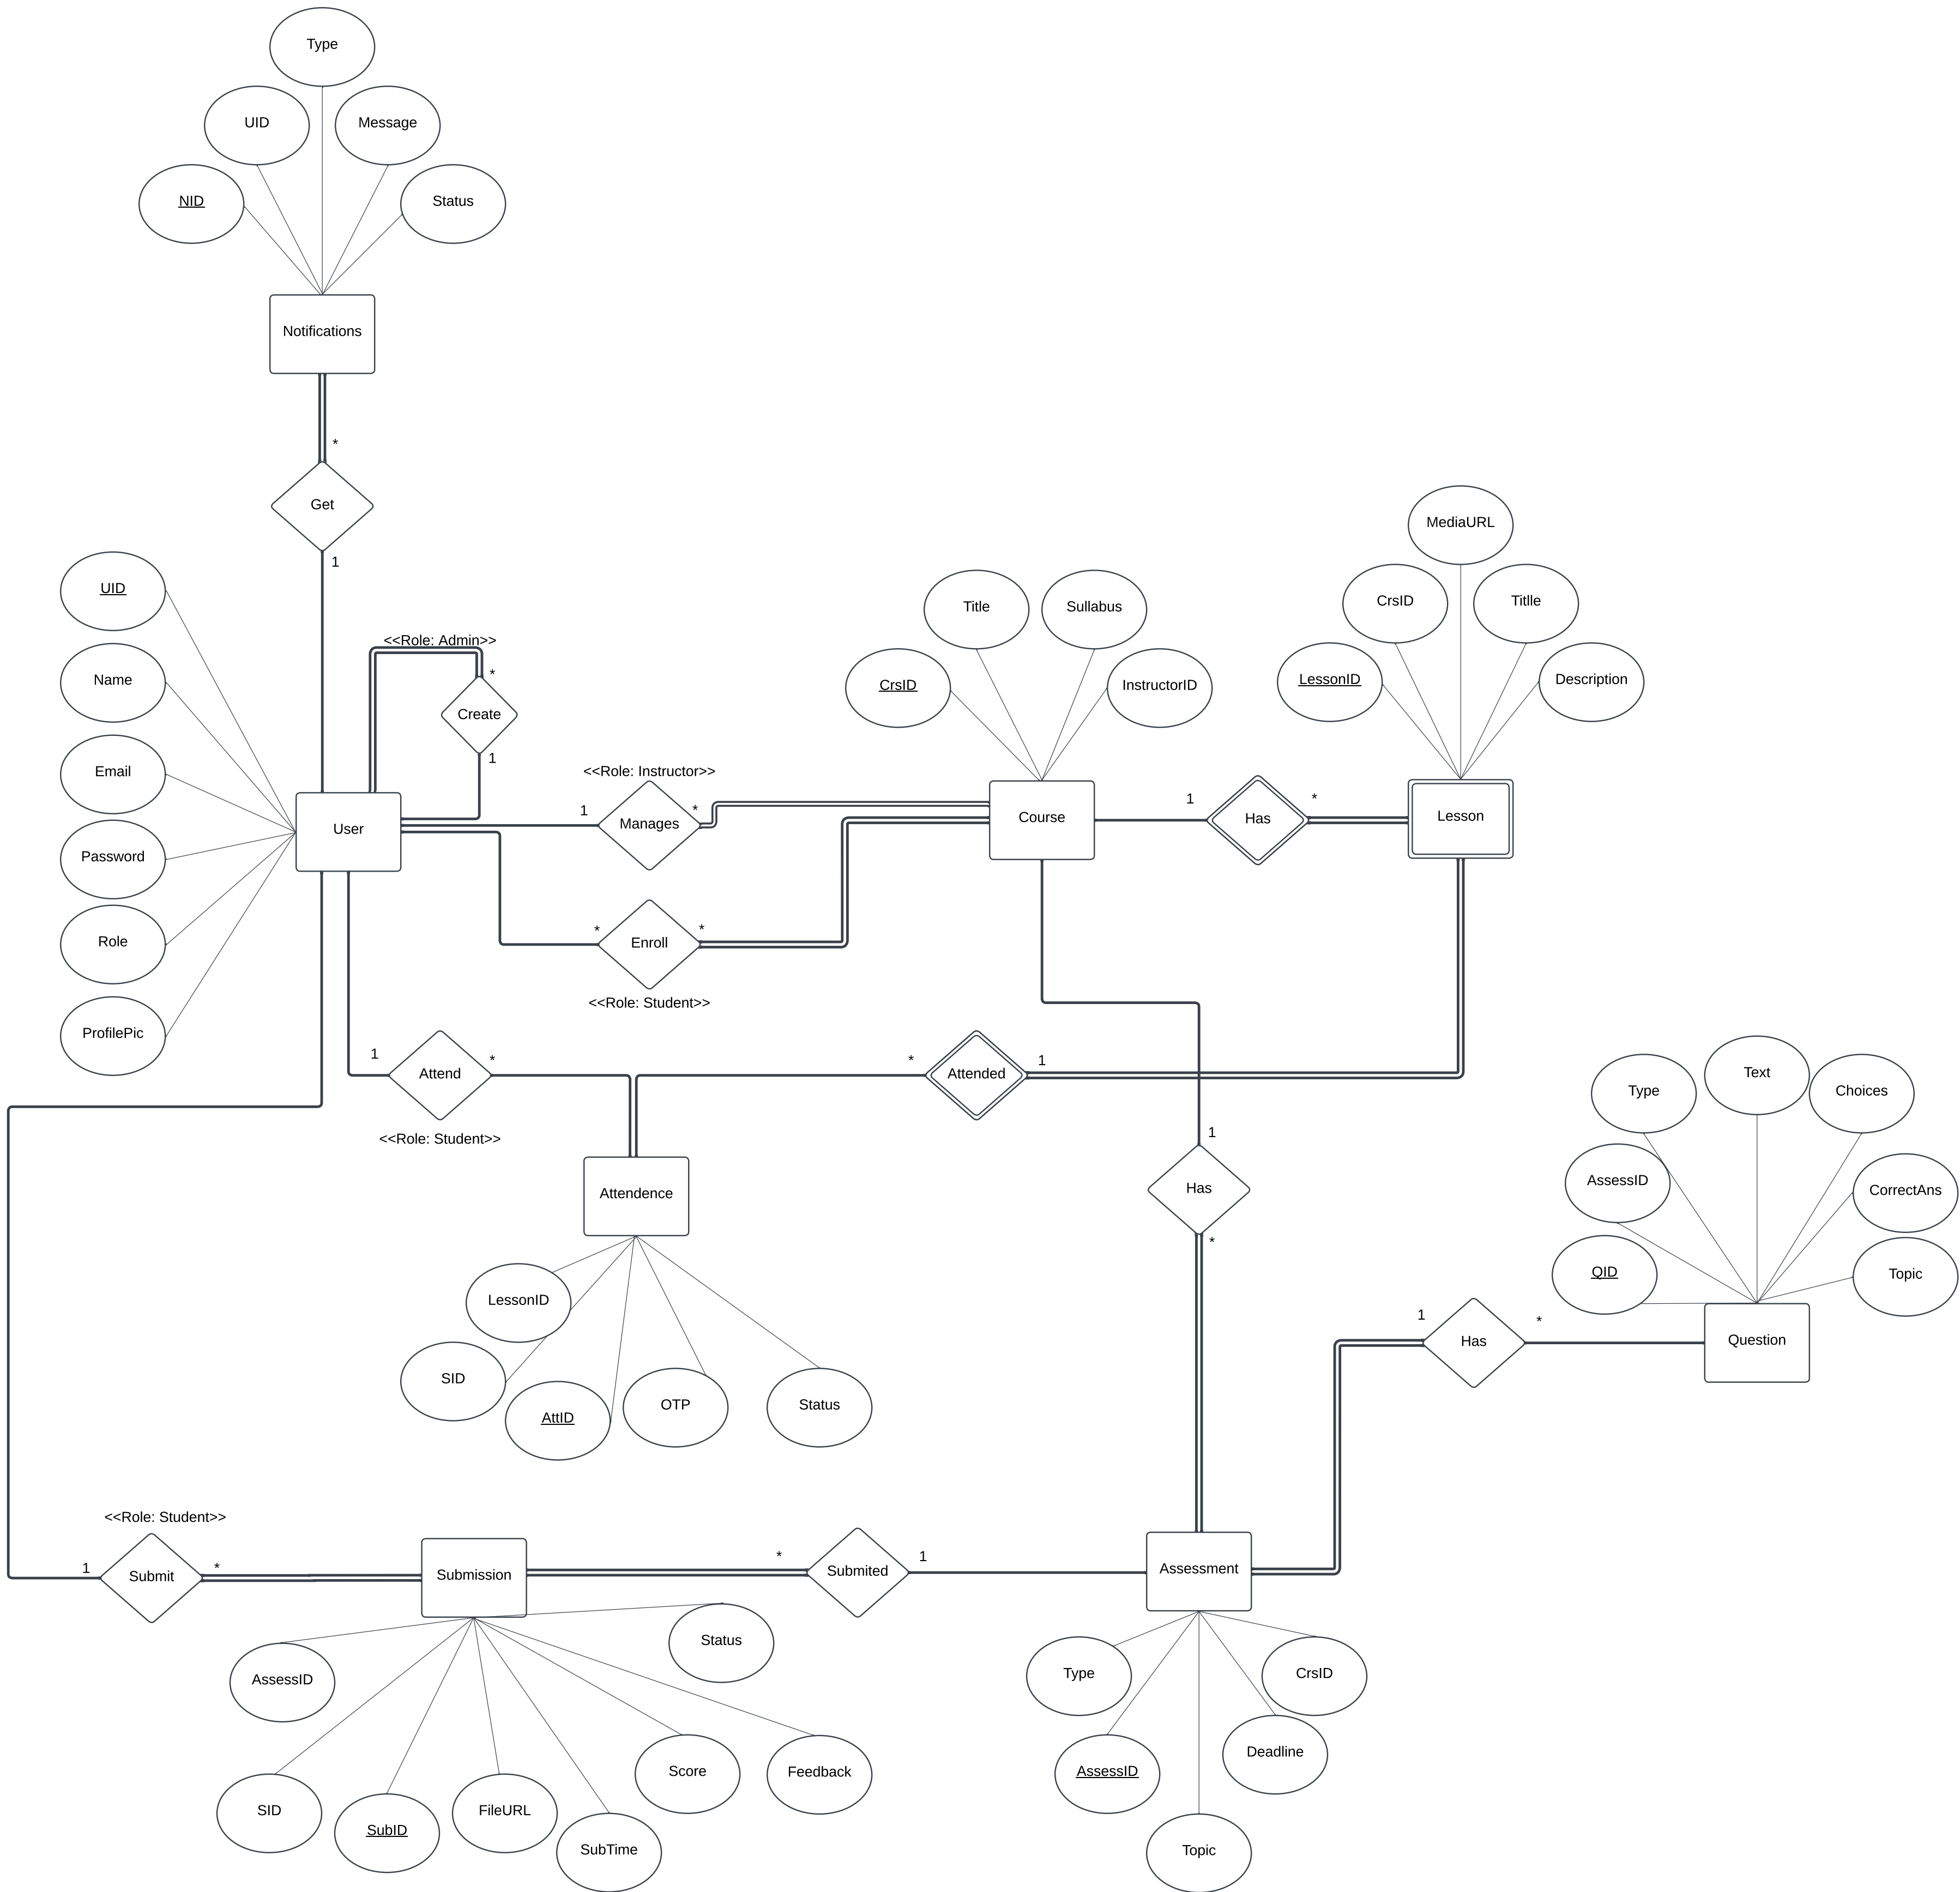 Type
UID
Message
NID
Status
Notifications
*
Get
1
MediaURL
UID
CrsID
Titlle
Title
Sullabus
<<Role: Admin>>
*
Name
LessonID
Description
CrsID
InstructorID
Create
1
Email
<<Role: Instructor>>
1
*
Manages
User
Course
1
*
Has
Lesson
Password
*
*
Enroll
Role
<<Role: Student>>
ProfilePic
1
*
Attend
*
1
Attended
<<Role: Student>>
Type
Text
Choices
1
Has
*
AssessID
CorrectAns
Attendence
QID
Topic
LessonID
1
*
Has
Question
SID
AttID
OTP
Status
<<Role: Student>>
1
*
Submit
Submission
*
1
Submited
Assessment
Status
AssessID
Type
CrsID
Score
Feedback
AssessID
Deadline
SID
SubID
FileURL
SubTime
Topic